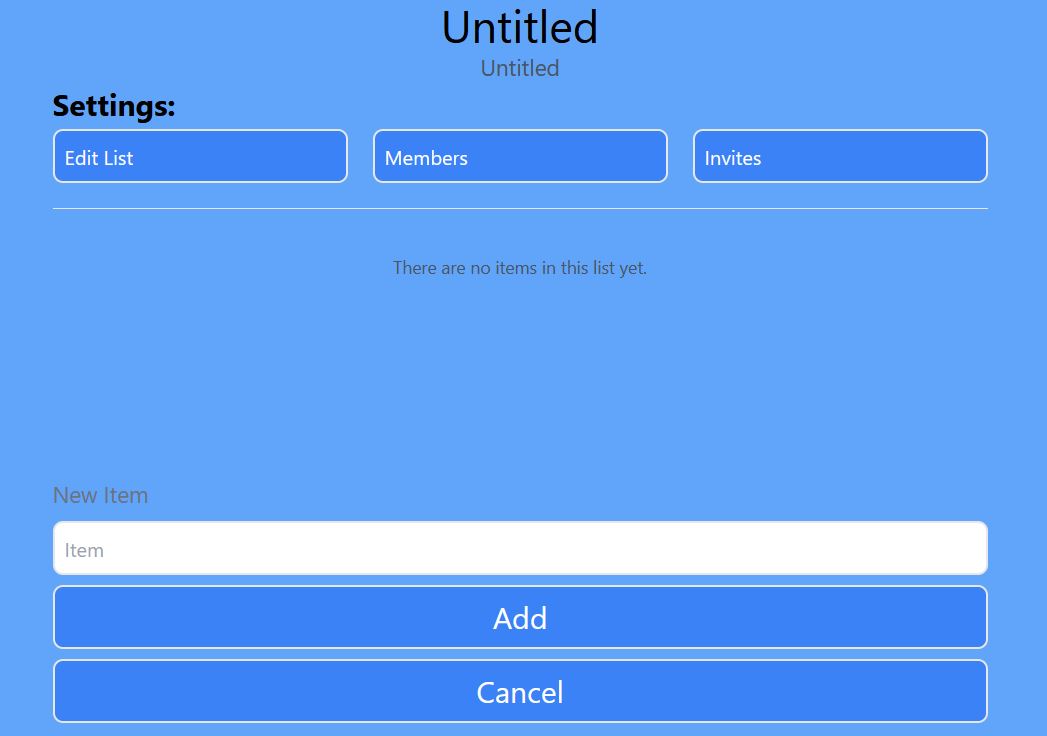 Untitled
Untitled
Settings:
Edit List
Members
Invites
There are no items in this list yet.
New Item
Item
Add
Cancel